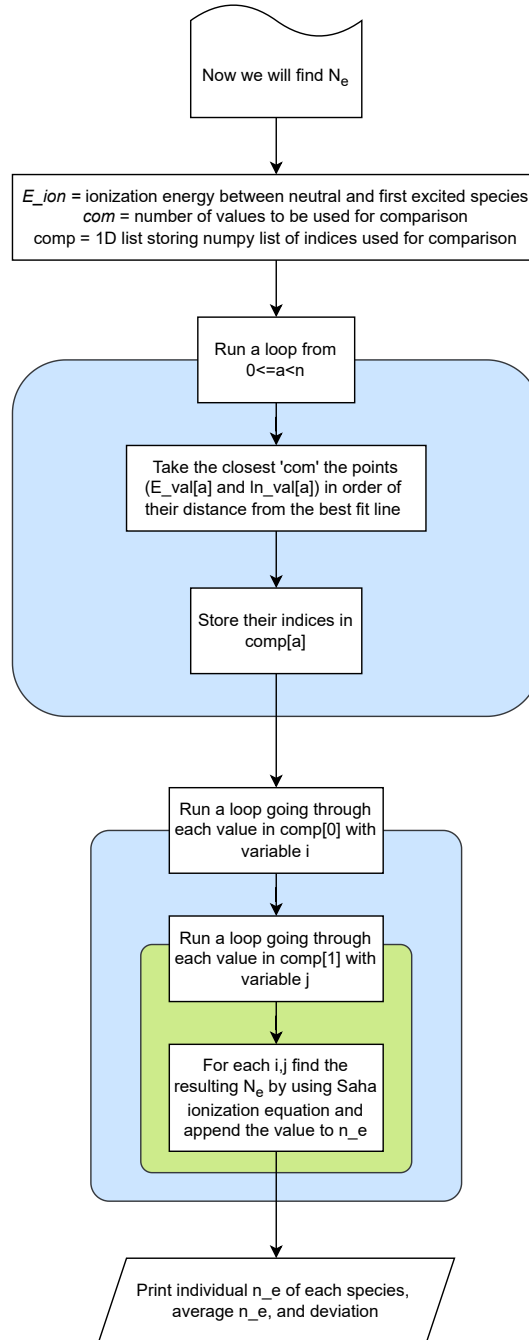 Now we will find Nₑ
E_ion = ionization energy between neutral and first excited species
com = number of values to be used for comparison
comp = 1D list storing numpy list of indices used for comparison
Run a loop from
0<=a<n
Take the closest 'com' the points
(E_val[a] and ln_val[a]) in order of
their distance from the best fit line
Store their indices in
comp[a]
Run a loop going through
each value in comp[0] with
variable i
Run a loop going through
each value in comp[1] with
variable j
For each i,j find the
resulting Nₑ by using Saha
ionization equation and
append the value to n_e
Print individual n_e of each species,
average n_e, and deviation